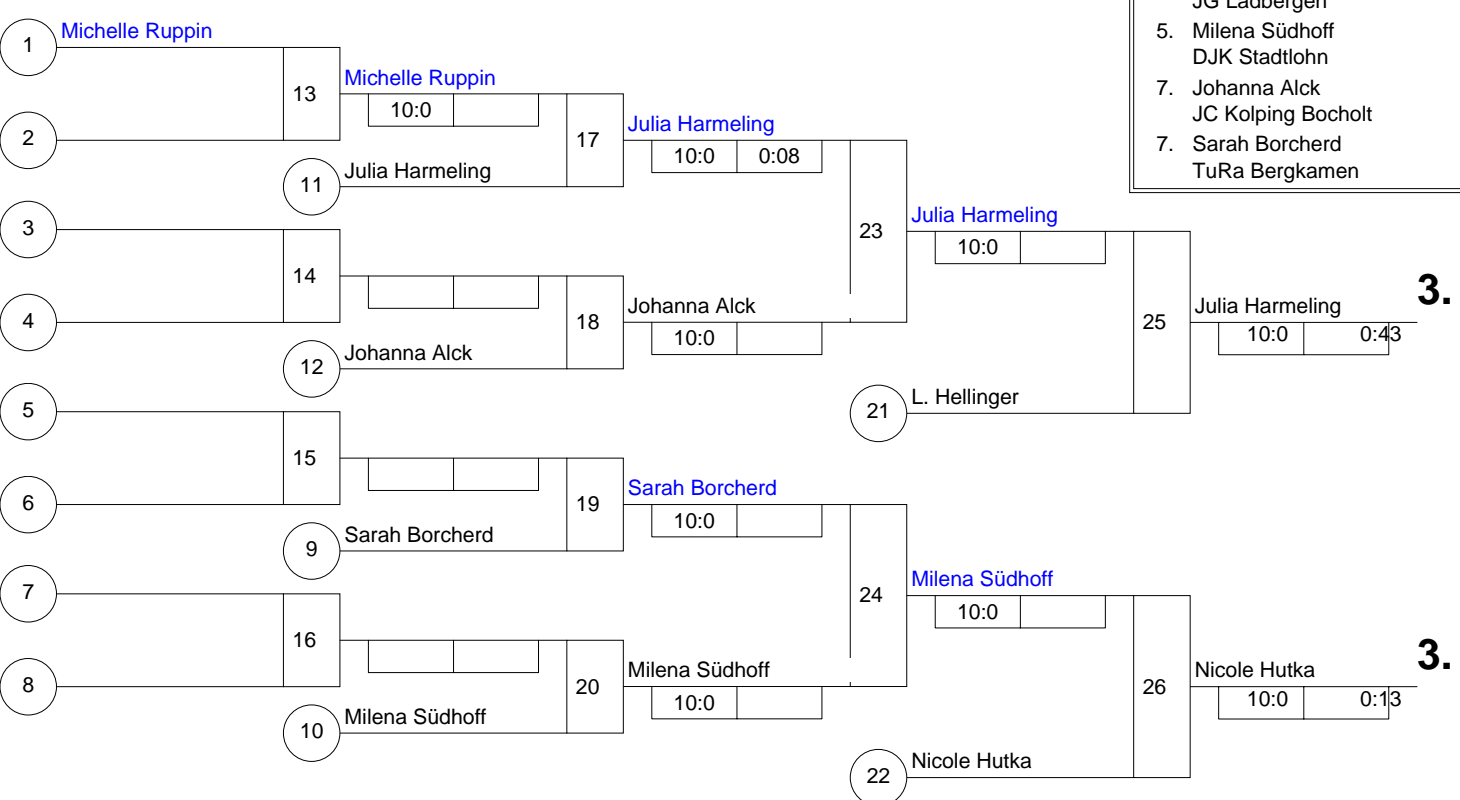 JG Ladbergen
5. Milena Südhoff
DJK Stadtlohn
7. Johanna Alck
JC Kolping Bocholt
7. Sarah Borcherd
TuRa Bergkamen
1 Michelle Ruppin
13
Michelle Ruppin
10:0
2
17
Julia Harmeling
10:0 0:08
11 Julia Harmeling
3
23
Julia Harmeling
10:0
14
4
18
Johanna Alck
10:0
12 Johanna Alck
25
Julia Harmeling
3.
10:0 0:43
21 L. Hellinger
5
15
6
19
Sarah Borcherd
10:0
9 Sarah Borcherd
7
24
Milena Südhoff
10:0
16
8
20
Milena Südhoff
10:0
10 Milena Südhoff
26
Nicole Hutka
3.
10:0 0:13
22 Nicole Hutka